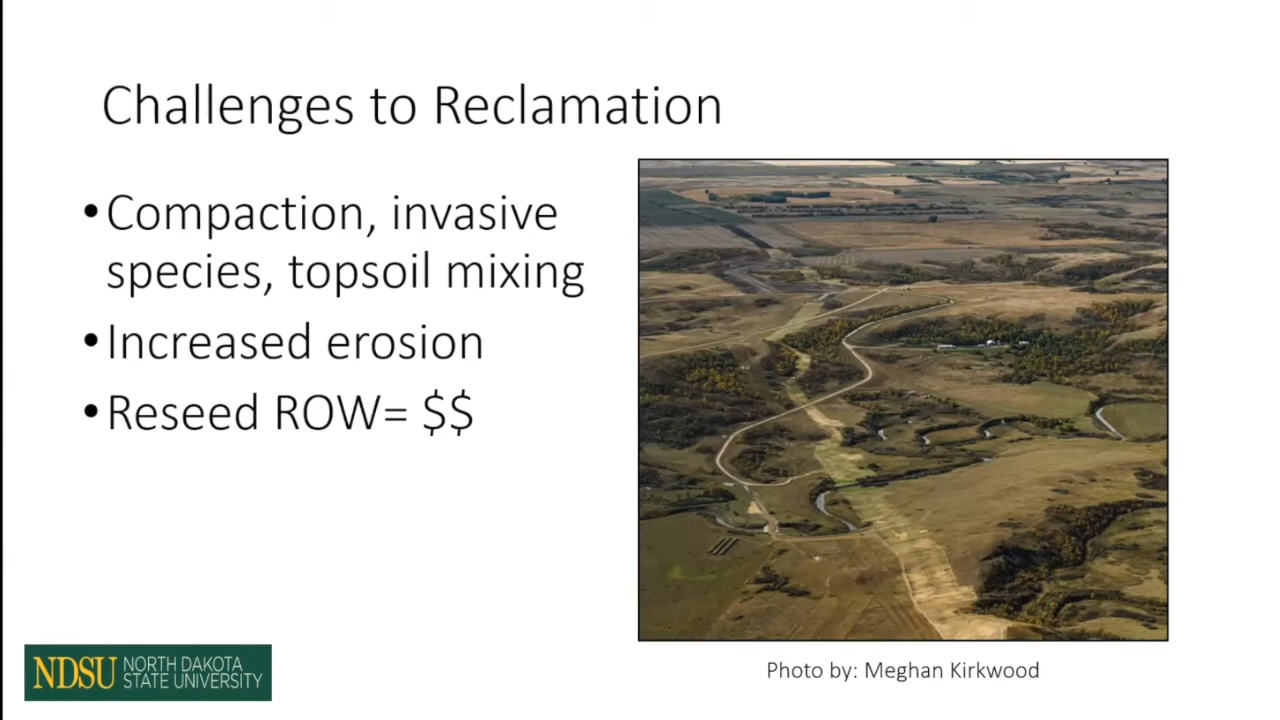 Challenges to Reclamation
•Compaction, invasive
species, topsoil mixing
•Increased erosion
•Reseed ROW= $$
Photo by: Meghan Kirkwood
NDSU NORTH DAKOTA
STATE UNIVERSITY